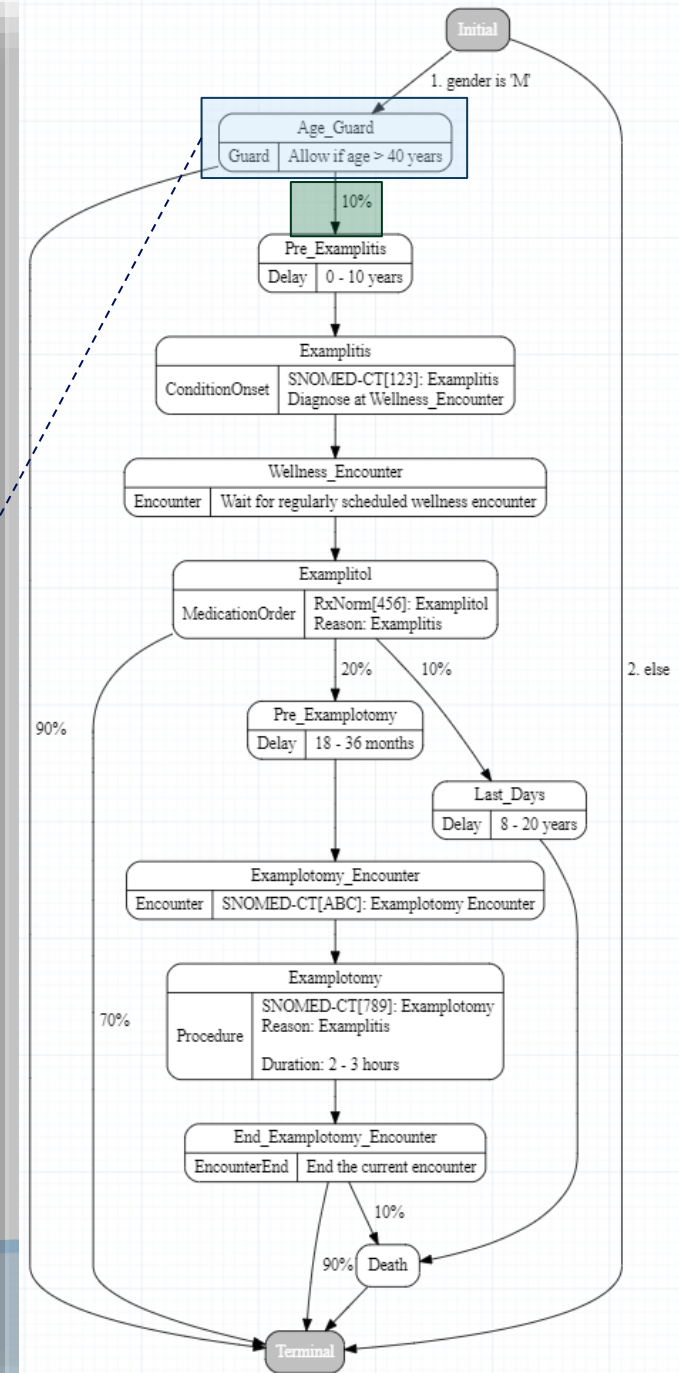 Initial
1. gender is 'M'
Age_Guard
Guard
Allow if age > 40 years
10%
Pre_Examplitis
Delay
0 - 10 years
Examplitis
ConditionOnset
SNOMED-CT[123]: Examplitis
Diagnose at Wellness_Encounter
Wellness_Encounter
Encounter
Wait for regularly scheduled wellness encounter
Examplitol
MedicationOrder
RxNorm[456]: Examplitol
Reason: Examplitis
20%
10%
2. else
90%
Pre_Examplotomy
Delay
18 - 36 months
Last_Days
Delay
8 - 20 years
Examplotomy_Encounter
Encounter
SNOMED-CT[ABC]: Examplotomy Encounter
Examplotomy
Procedure
SNOMED-CT[789]: Examplotomy
Reason: Examplitis
Duration: 2 - 3 hours
70%
End_Examplotomy_Encounter
EncounterEnd
End the current encounter
10%
90%
Death
Terminal